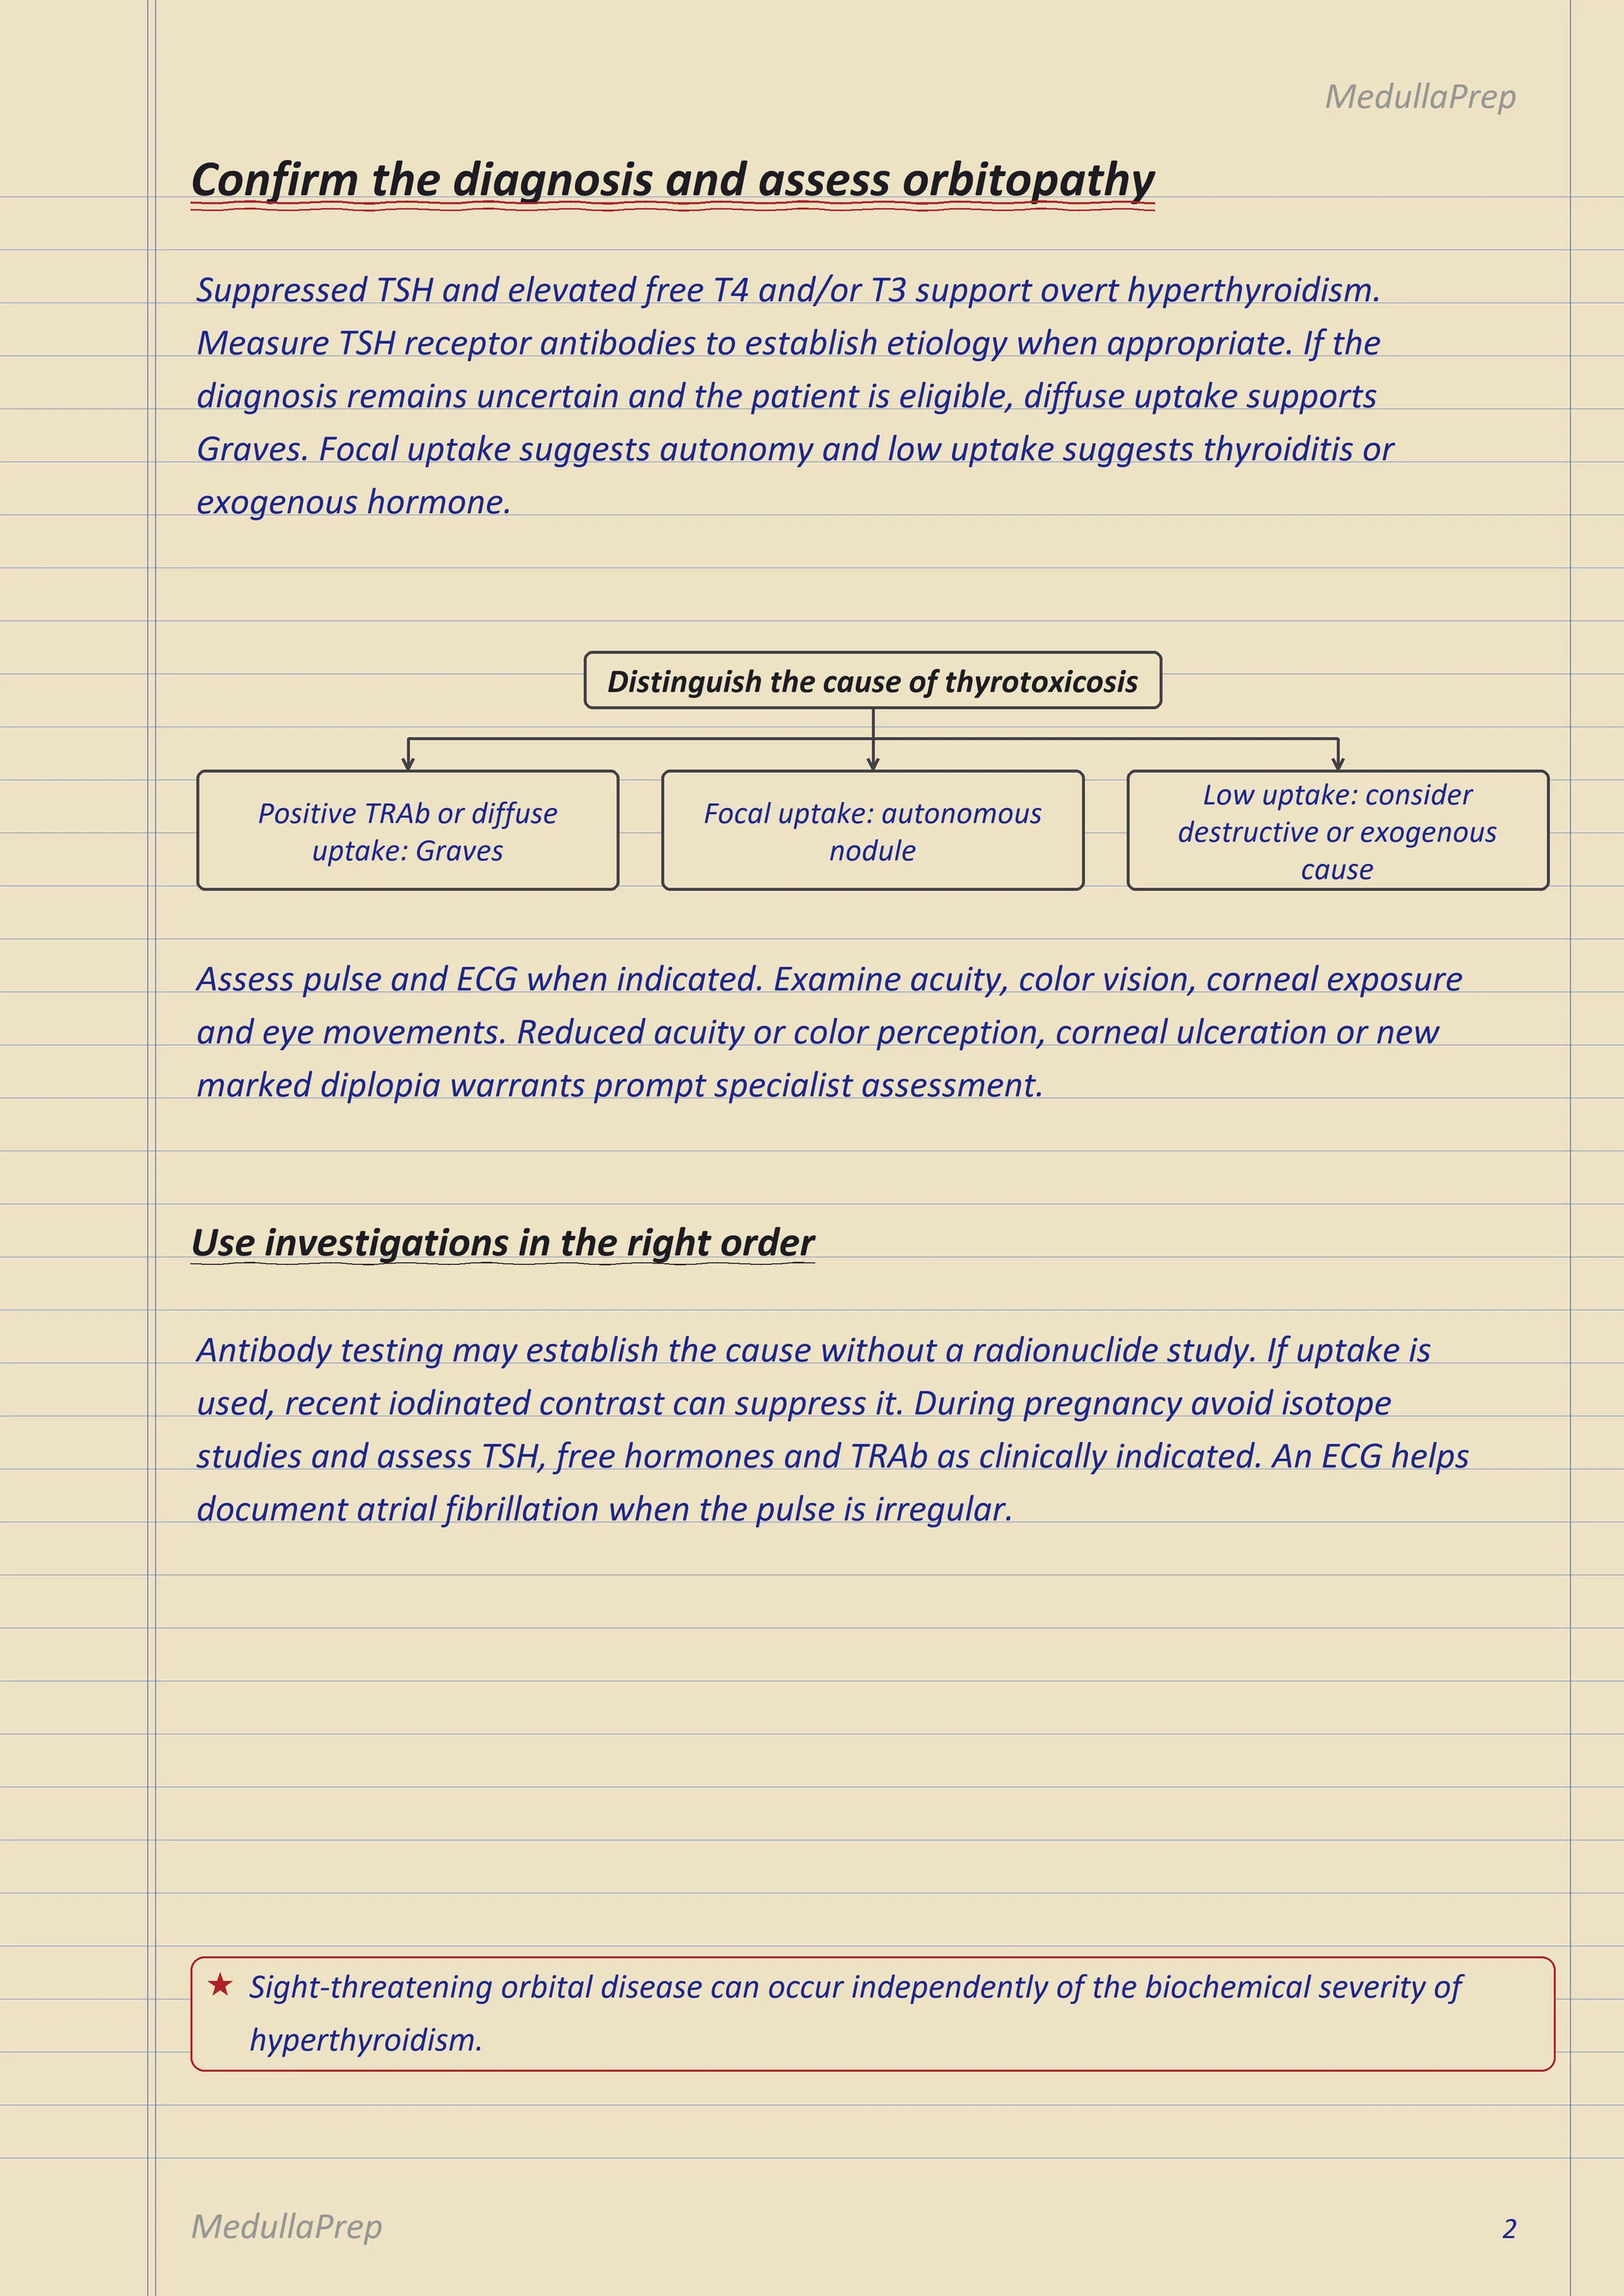 MedullaPrep
Confirm the diagnosis and assess orbitopathy
Suppressed TSH and elevated free T4 and/or T3 support overt hyperthyroidism.
Measure TSH receptor antibodies to establish etiology when appropriate. If the
diagnosis remains uncertain and the patient is eligible, diffuse uptake supports
Graves. Focal uptake suggests autonomy and low uptake suggests thyroiditis or
exogenous hormone.
Distinguish the cause of thyrotoxicosis
Positive TRAb or diffuse
uptake: Graves
Focal uptake: autonomous
nodule
Low uptake: consider
destructive or exogenous
cause
Assess pulse and ECG when indicated. Examine acuity, color vision, corneal exposure
and eye movements. Reduced acuity or color perception, corneal ulceration or new
marked diplopia warrants prompt specialist assessment.
Use investigations in the right order
Antibody testing may establish the cause without a radionuclide study. If uptake is
used, recent iodinated contrast can suppress it. During pregnancy avoid isotope
studies and assess TSH, free hormones and TRAb as clinically indicated. An ECG helps
document atrial fibrillation when the pulse is irregular.
★ Sight-threatening orbital disease can occur independently of the biochemical severity of
hyperthyroidism.
MedullaPrep
2